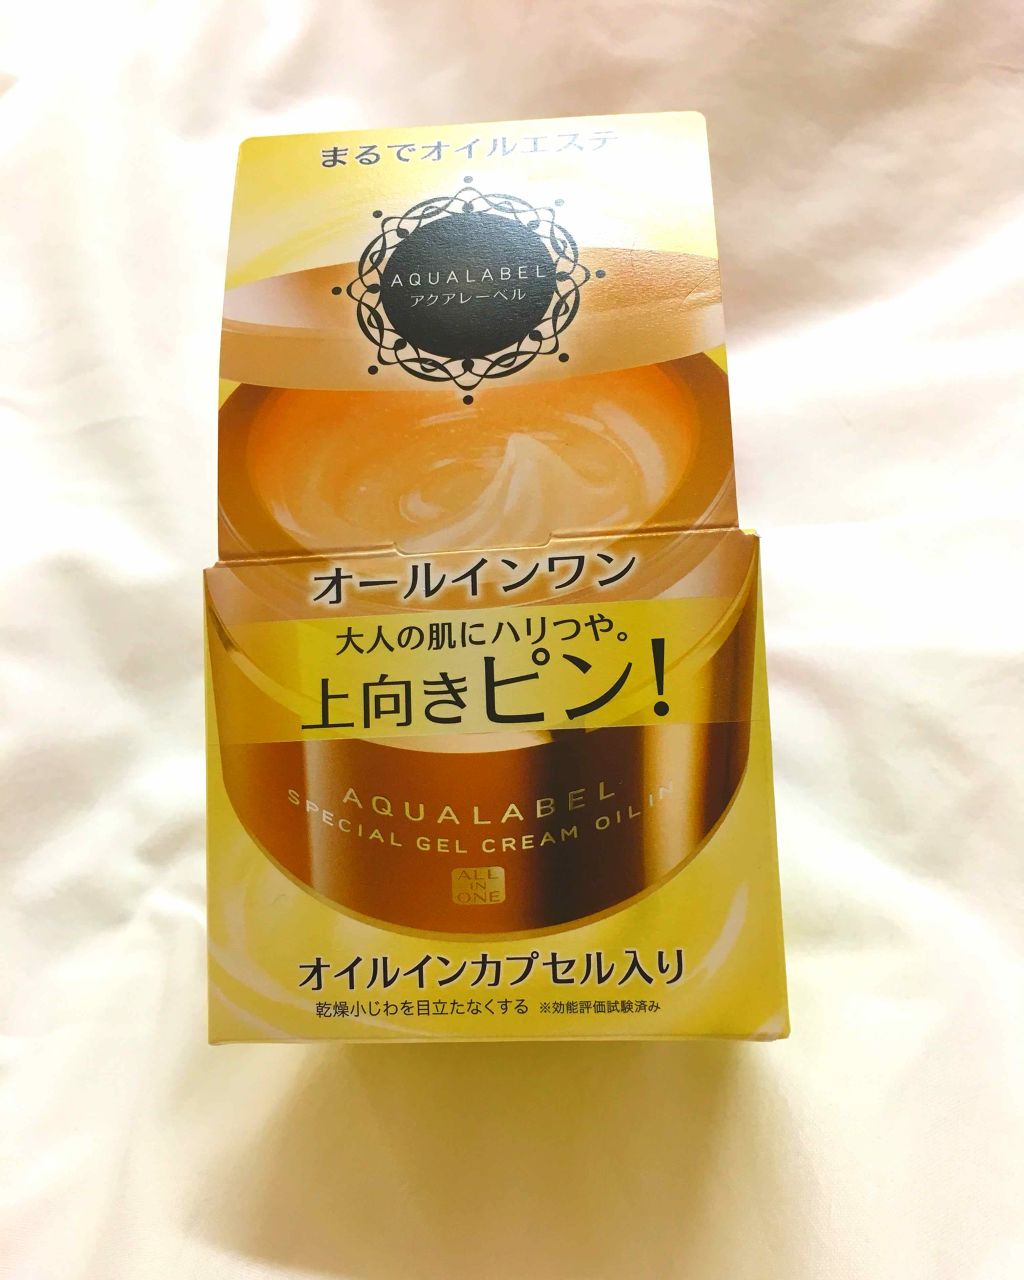 まるでオイルエステ
AQUALABEL
アクアレーベル
オールインワン
大人の肌にハリつや。
上向きピン!
AQUALABEL
SPECIAL GEL CREAM OIL IN
ALL
IN
ONE
オイルインカプセル入り
乾燥小じわを目立たなくする ※効能評価試験済み